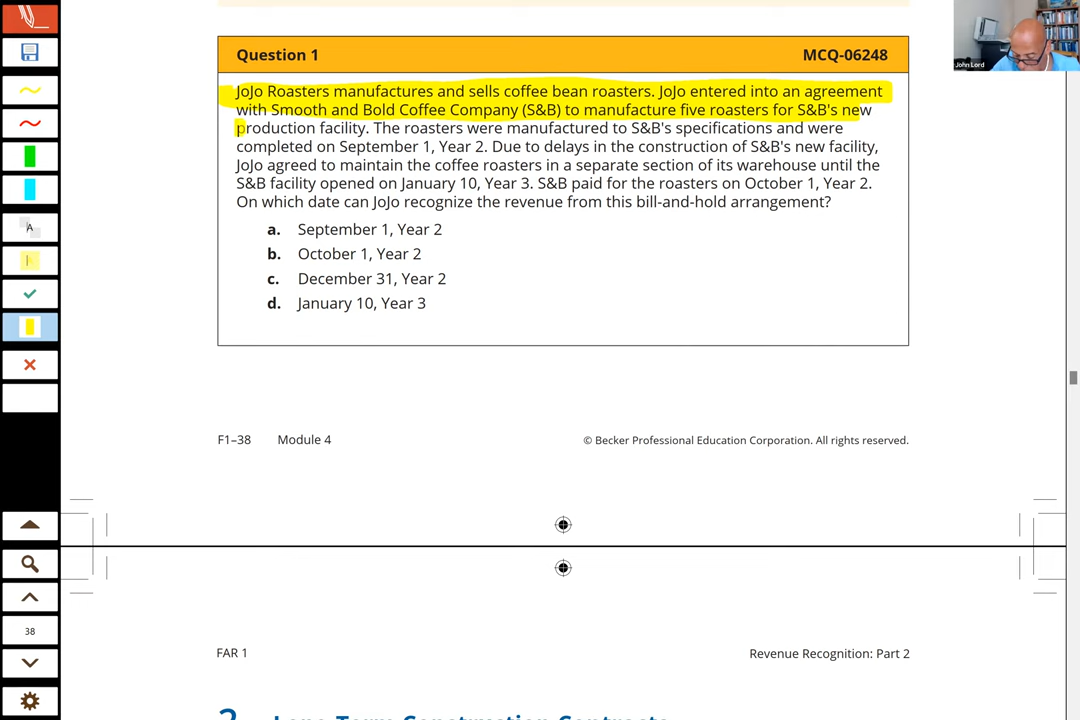 Question 1 MCQ-06248
John Lord
JoJo Roasters manufactures and sells coffee bean roasters. JoJo entered into an agreement
with Smooth and Bold Coffee Company (S&B) to manufacture five roasters for S&B's new
production facility. The roasters were manufactured to S&B's specifications and were
completed on September 1, Year 2. Due to delays in the construction of S&B's new facility,
JoJo agreed to maintain the coffee roasters in a separate section of its warehouse until the
S&B facility opened on January 10, Year 3. S&B paid for the roasters on October 1, Year 2.
On which date can JoJo recognize the revenue from this bill-and-hold arrangement?
a. September 1, Year 2
b. October 1, Year 2
c. December 31, Year 2
d. January 10, Year 3
F1–38 Module 4 © Becker Professional Education Corporation. All rights reserved.
A
38
FAR 1 Revenue Recognition: Part 2
2 Long-Term Construction Contracts